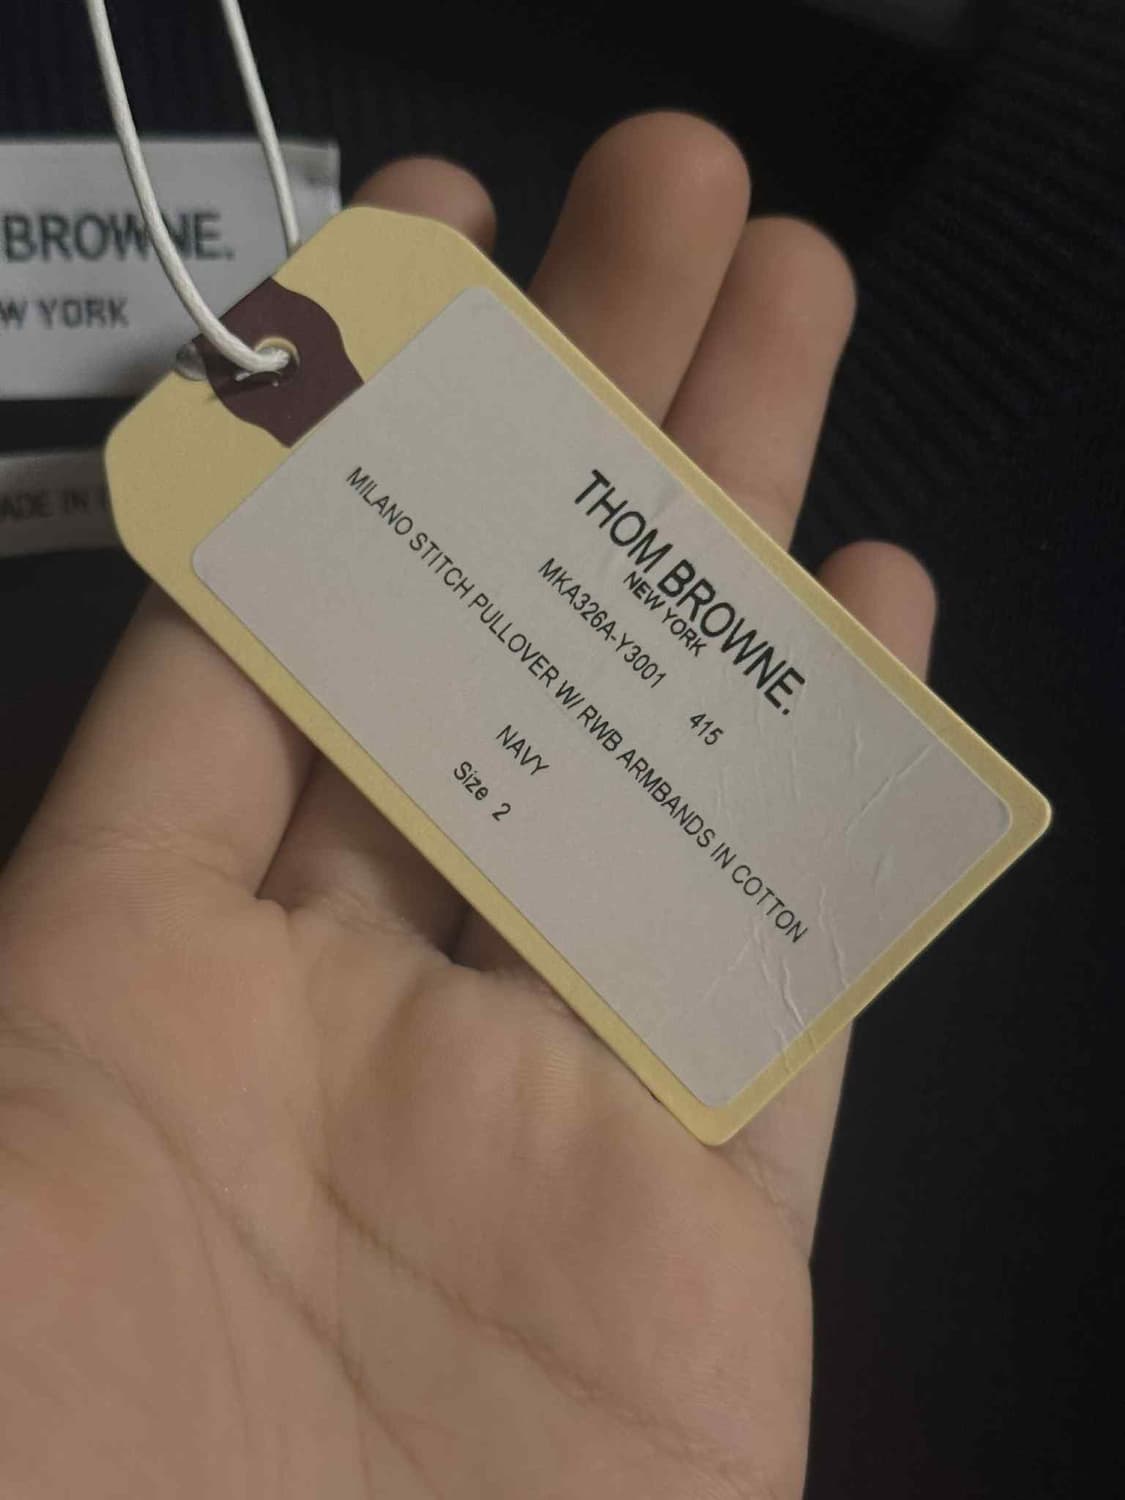 BROWNE.
W YORK
ADE IN
THOM BROWNE.
NEW YORK
MKA326A-Y3001 415
MILANO STITCH PULLOVER W/ RWB ARMBANDS IN COTTON
NAVY
Size 2